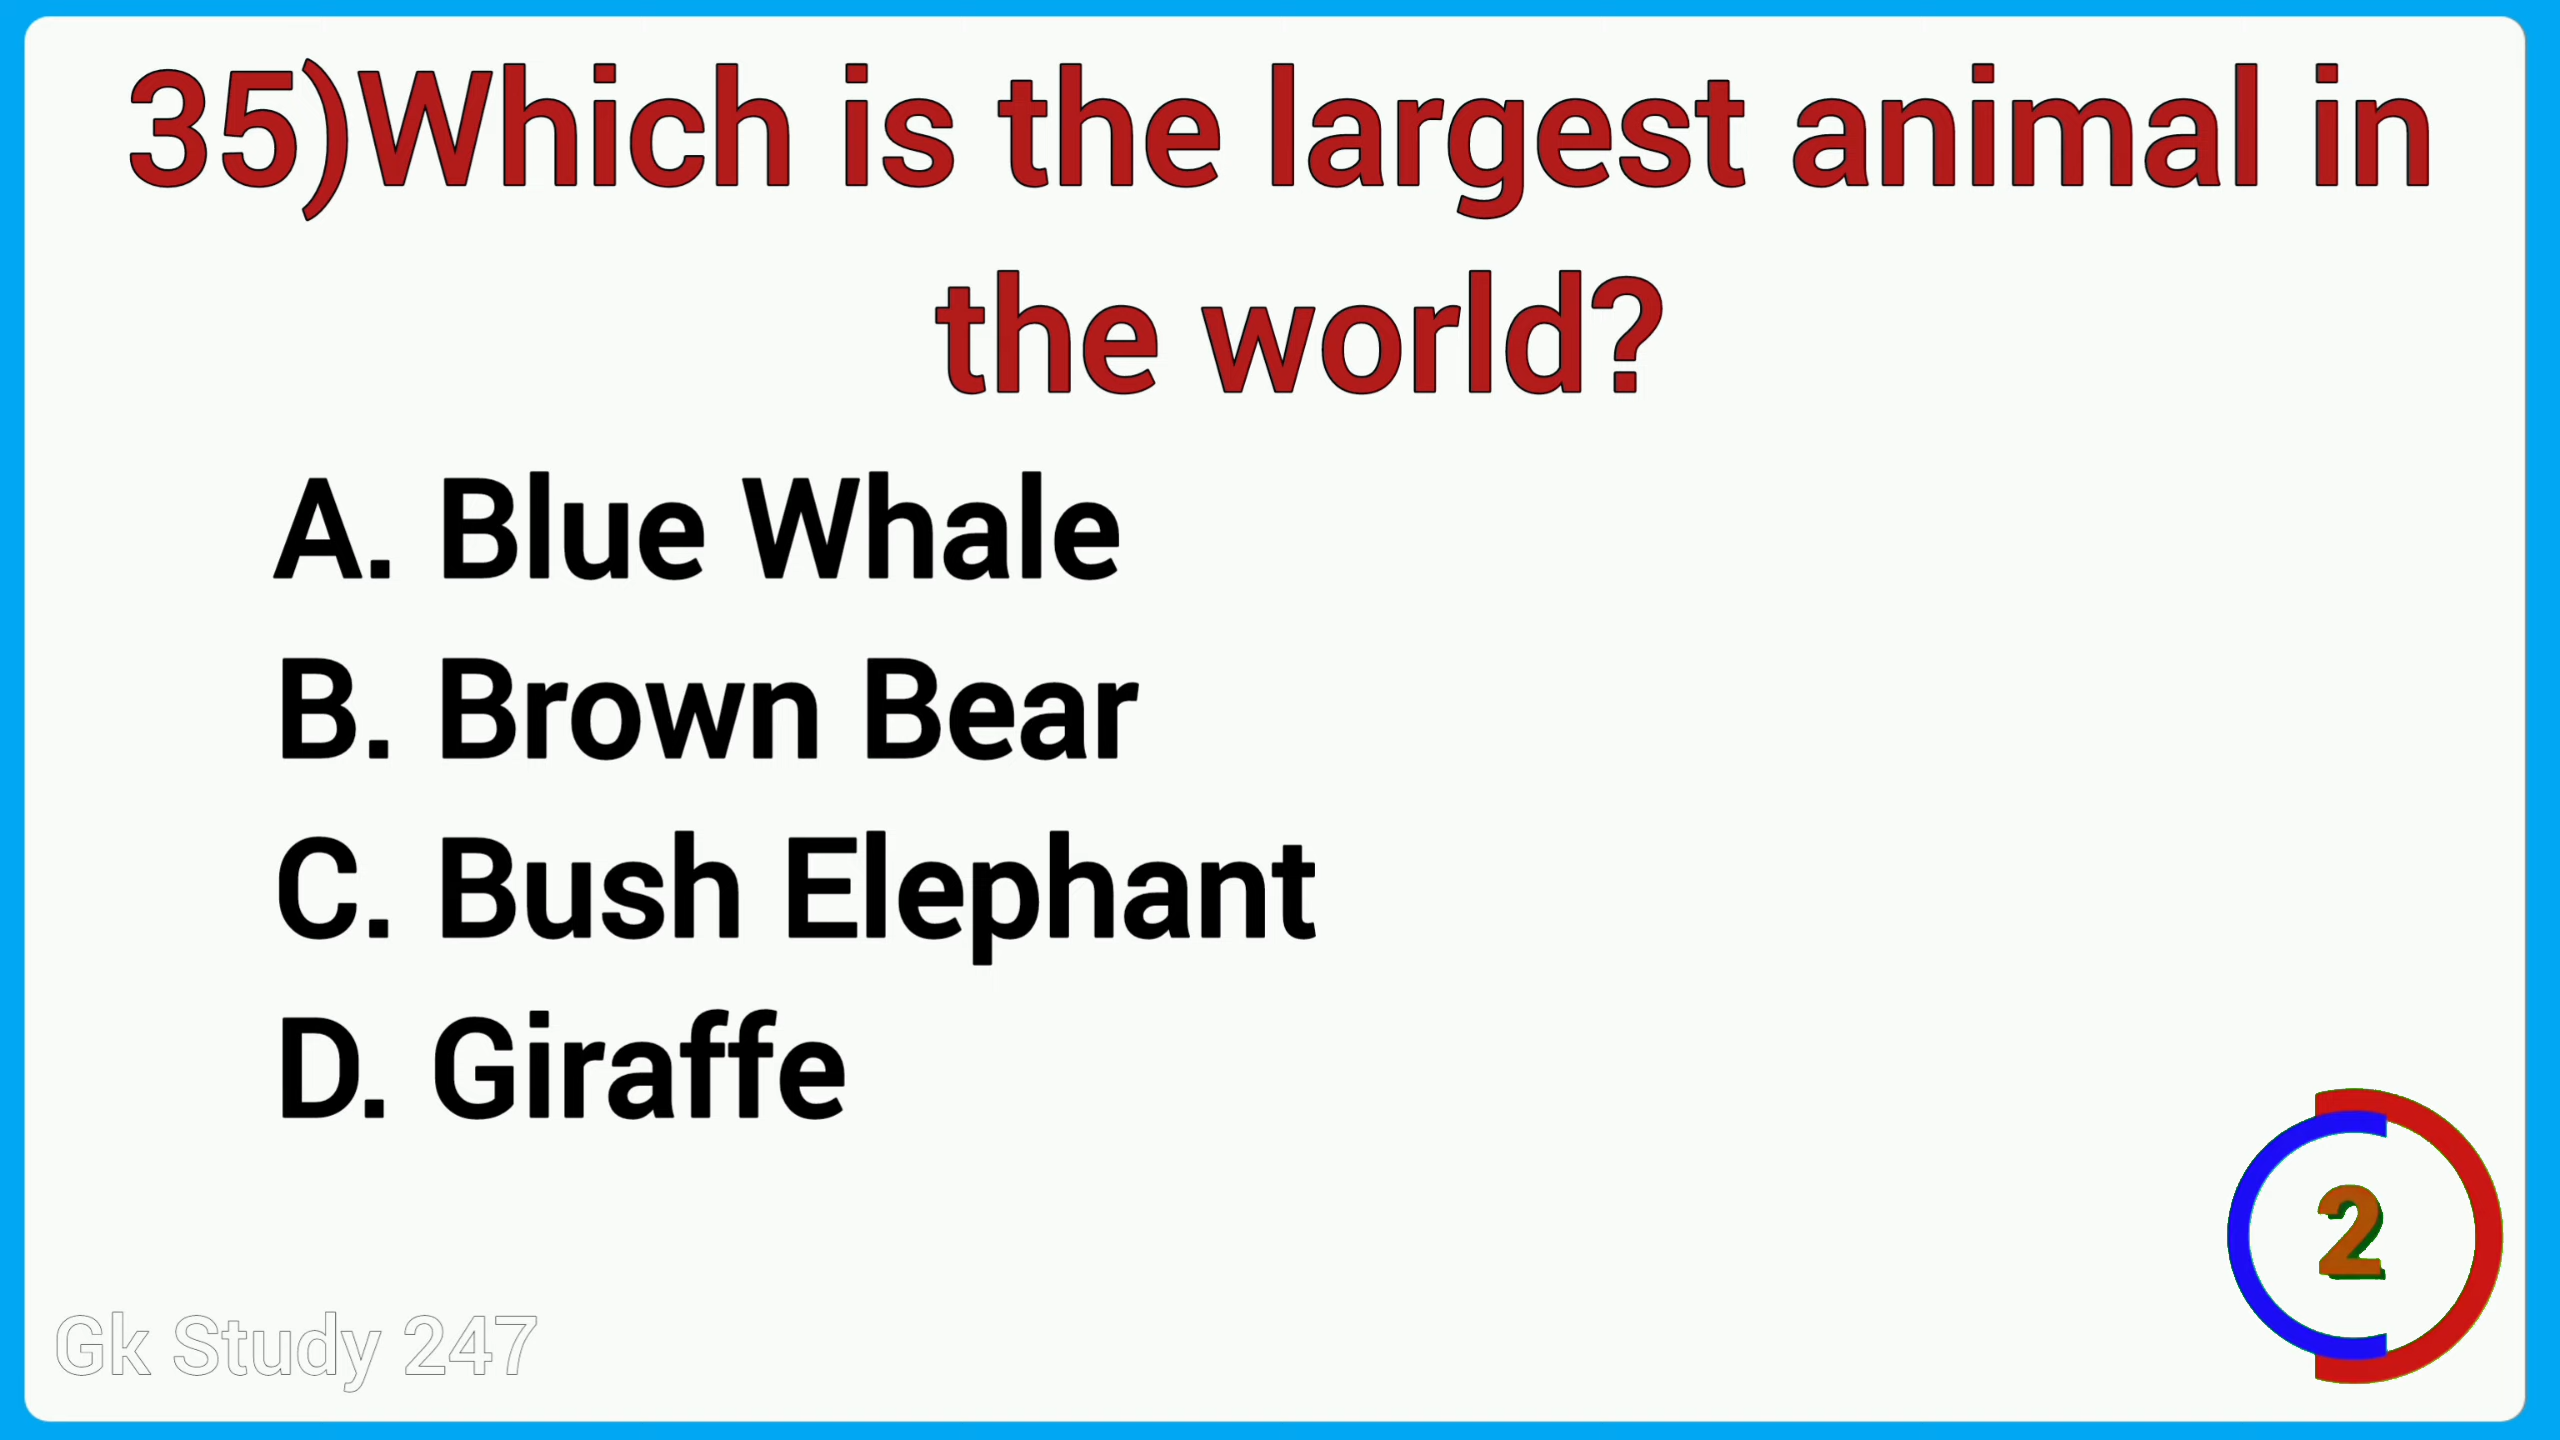 35)Which is the largest animal in
the world?
A. Blue Whale
B. Brown Bear
C. Bush Elephant
D. Giraffe
2
Gk Study 247